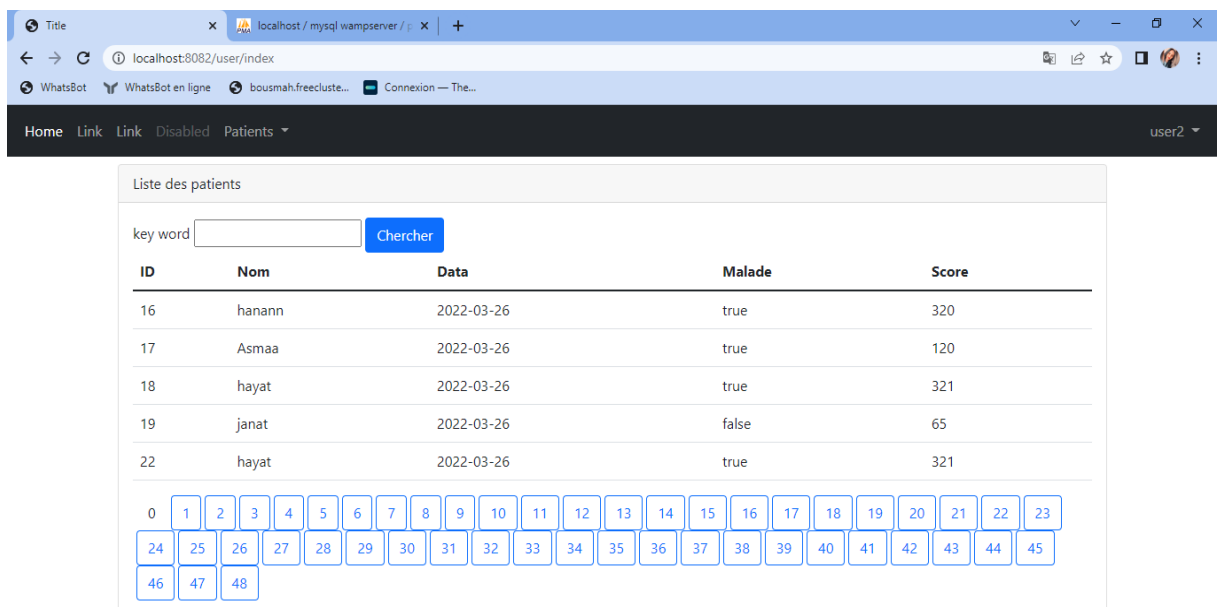 Title
localhost / mysql wampserver / p
localhost:8082/user/index
WhatsBot WhatsBot en ligne bousmah.freecluste... Connexion — The...
Home Link Link Disabled Patients user2
Liste des patients
key word Chercher
ID Nom Data Malade Score
16 hanann 2022-03-26 true 320
17 Asmaa 2022-03-26 true 120
18 hayat 2022-03-26 true 321
19 janat 2022-03-26 false 65
22 hayat 2022-03-26 true 321
0 1 2 3 4 5 6 7 8 9 10 11 12 13 14 15 16 17 18 19 20 21 22 23
24 25 26 27 28 29 30 31 32 33 34 35 36 37 38 39 40 41 42 43 44 45
46 47 48